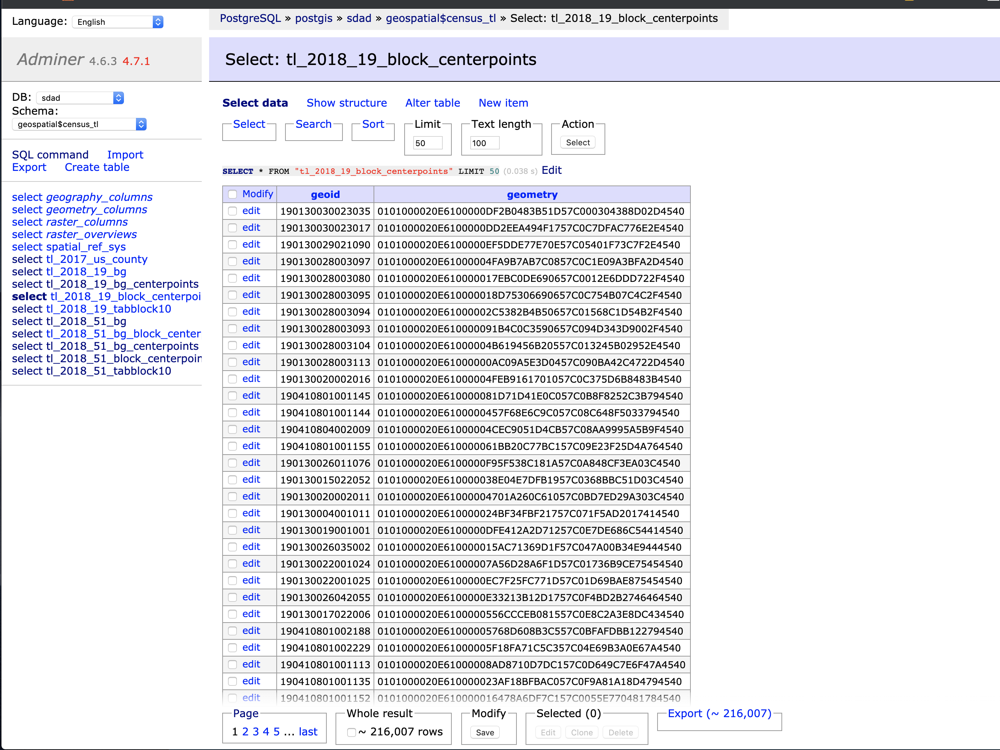 Language: English
PostgreSQL » postgis » sdad » geospatial$census_tl » Select: tl_2018_19_block_centerpoints
Adminer 4.6.3 4.7.1
Select: tl_2018_19_block_centerpoints
DB: sdad
Schema:
geospatial$census_tl
SQL command Import
Export Create table
select geography_columns
select geometry_columns
select raster_columns
select raster_overviews
select spatial_ref_sys
select tl_2017_us_county
select tl_2018_19_bg
select tl_2018_19_bg_centerpoints
select tl_2018_19_block_centerpoi
select tl_2018_19_tabblock10
select tl_2018_51_bg
select tl_2018_51_bg_block_center
select tl_2018_51_bg_centerpoints
select tl_2018_51_block_centerpoin
select tl_2018_51_tabblock10
Select data Show structure Alter table New item
Select Search Sort Limit Text length Action
50 100 Select
SELECT * FROM "tl_2018_19_block_centerpoints" LIMIT 50 (0.038 s) Edit
Modify geoid geometry
edit 190130030023035 0101000020E6100000DF2B0483B51D57C000304388D02D4540
edit 190130030023017 0101000020E6100000DD2EEA494F1757C0C7DFAC776E2E4540
edit 190130029021090 0101000020E6100000EF5DDE77E70E57C05401F73C7F2E4540
edit 190130028003097 0101000020E61000004FA9B7AB7C0857C0C1E09A3BFA2D4540
edit 190130028003080 0101000020E610000017EBC0DE690657C0012E6DDD722F4540
edit 190130028003095 0101000020E610000018D75306690657C0C754B07C4C2F4540
edit 190130028003094 0101000020E61000002C5382B4B50657C01568C1D54B2F4540
edit 190130028003093 0101000020E610000091B4C0C3590657C094D343D9002F4540
edit 190130028003104 0101000020E61000004B619456B20557C013245B02952E4540
edit 190130028003113 0101000020E61000000AC09A5E3D0457C090BA42C4722D4540
edit 190130020002016 0101000020E61000004FEB9161701057C0C375D6B8483B4540
edit 190410801001145 0101000020E610000081D71D41E0C057C0B8F8252C3B794540
edit 190410801001144 0101000020E6100000457F68E6C9C057C08C648F5033794540
edit 190410804002009 0101000020E61000004CEC9051D4CB57C08AA9995A5B9F4540
edit 190410801001155 0101000020E610000061BB20C77BC157C09E23F25D4A764540
edit 190130026011076 0101000020E6100000F95F538C181A57C0A848CF3EA03C4540
edit 190130015022052 0101000020E610000038E04E7DFB1957C0368BBC51D03C4540
edit 190130020002011 0101000020E61000004701A260C61057C0BD7ED29A303C4540
edit 190130004001011 0101000020E610000024BF34FBF21757C071F5AD2017414540
edit 190130019001001 0101000020E6100000DFE412A2D71257C0E7DE686C54414540
edit 190130026035002 0101000020E610000015AC71369D1F57C047A00B34E9444540
edit 190130022001024 0101000020E61000007A56D28A6F1D57C01736B9CE75454540
edit 190130022001025 0101000020E6100000EC7F25FC771D57C01D69BAE875454540
edit 190130026042055 0101000020E6100000E33213B12D1757C0F4BD2B2746464540
edit 190130017022006 0101000020E6100000556CCCEB081557C0E8C2A3E8DC434540
edit 190410801002188 0101000020E61000005768D608B3C557C0BFAFDBB122794540
edit 190410801002229 0101000020E61000005F18FA71C5C357C04E69B3A0E67A4540
edit 190410801001113 0101000020E61000008AD8710D7DC157C0D649C7E6F47A4540
edit 190410801001135 0101000020E610000023AF18BFBAC057C0F9A81A18D4794540
edit 190410801001152 0101000020E610000016478A6DF7C157C0055E770481784540
Page Whole result Modify Selected (0) Export (~ 216,007)
1 2 3 4 5 ... last ~ 216,007 rows Save Edit Clone Delete